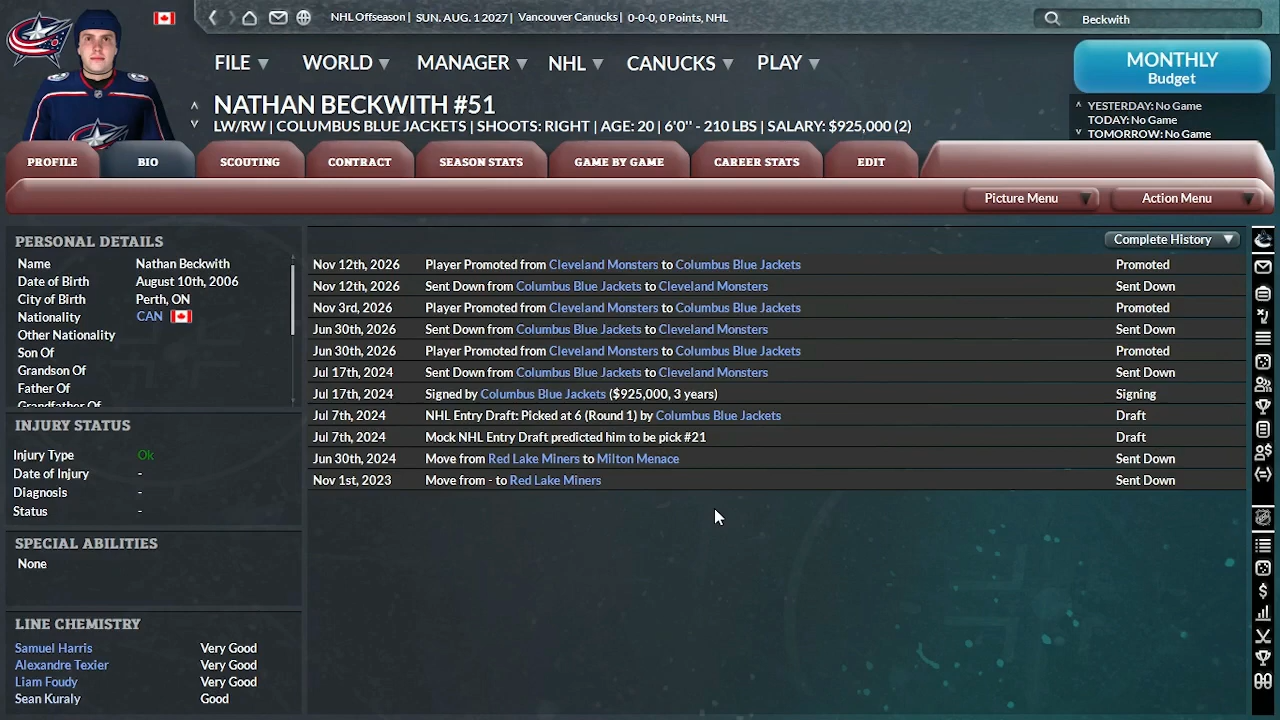 NHL Offseason | SUN. AUG. 1 2027 | Vancouver Canucks | 0-0-0, 0 Points, NHL
Beckwith
FILE WORLD MANAGER NHL CANUCKS PLAY
MONTHLY
Budget
NATHAN BECKWITH #51
LW/RW | COLUMBUS BLUE JACKETS | SHOOTS: RIGHT | AGE: 20 | 6'0" - 210 LBS | SALARY: $925,000 (2)
YESTERDAY: No Game
TODAY: No Game
TOMORROW: No Game
PROFILE BIO SCOUTING CONTRACT SEASON STATS GAME BY GAME CAREER STATS EDIT
Picture Menu Action Menu
PERSONAL DETAILS
Name Nathan Beckwith
Date of Birth August 10th, 2006
City of Birth Perth, ON
Nationality CAN
Other Nationality
Son Of
Grandson Of
Father Of
Grandfather Of
INJURY STATUS
Injury Type Ok
Date of Injury -
Diagnosis -
Status -
SPECIAL ABILITIES
None
LINE CHEMISTRY
Samuel Harris Very Good
Alexandre Texier Very Good
Liam Foudy Very Good
Sean Kuraly Good
Complete History
Nov 12th, 2026 Player Promoted from Cleveland Monsters to Columbus Blue Jackets Promoted
Nov 12th, 2026 Sent Down from Columbus Blue Jackets to Cleveland Monsters Sent Down
Nov 3rd, 2026 Player Promoted from Cleveland Monsters to Columbus Blue Jackets Promoted
Jun 30th, 2026 Sent Down from Columbus Blue Jackets to Cleveland Monsters Sent Down
Jun 30th, 2026 Player Promoted from Cleveland Monsters to Columbus Blue Jackets Promoted
Jul 17th, 2024 Sent Down from Columbus Blue Jackets to Cleveland Monsters Sent Down
Jul 17th, 2024 Signed by Columbus Blue Jackets ($925,000, 3 years) Signing
Jul 7th, 2024 NHL Entry Draft: Picked at 6 (Round 1) by Columbus Blue Jackets Draft
Jul 7th, 2024 Mock NHL Entry Draft predicted him to be pick #21 Draft
Jun 30th, 2024 Move from Red Lake Miners to Milton Menace Sent Down
Nov 1st, 2023 Move from - to Red Lake Miners Sent Down